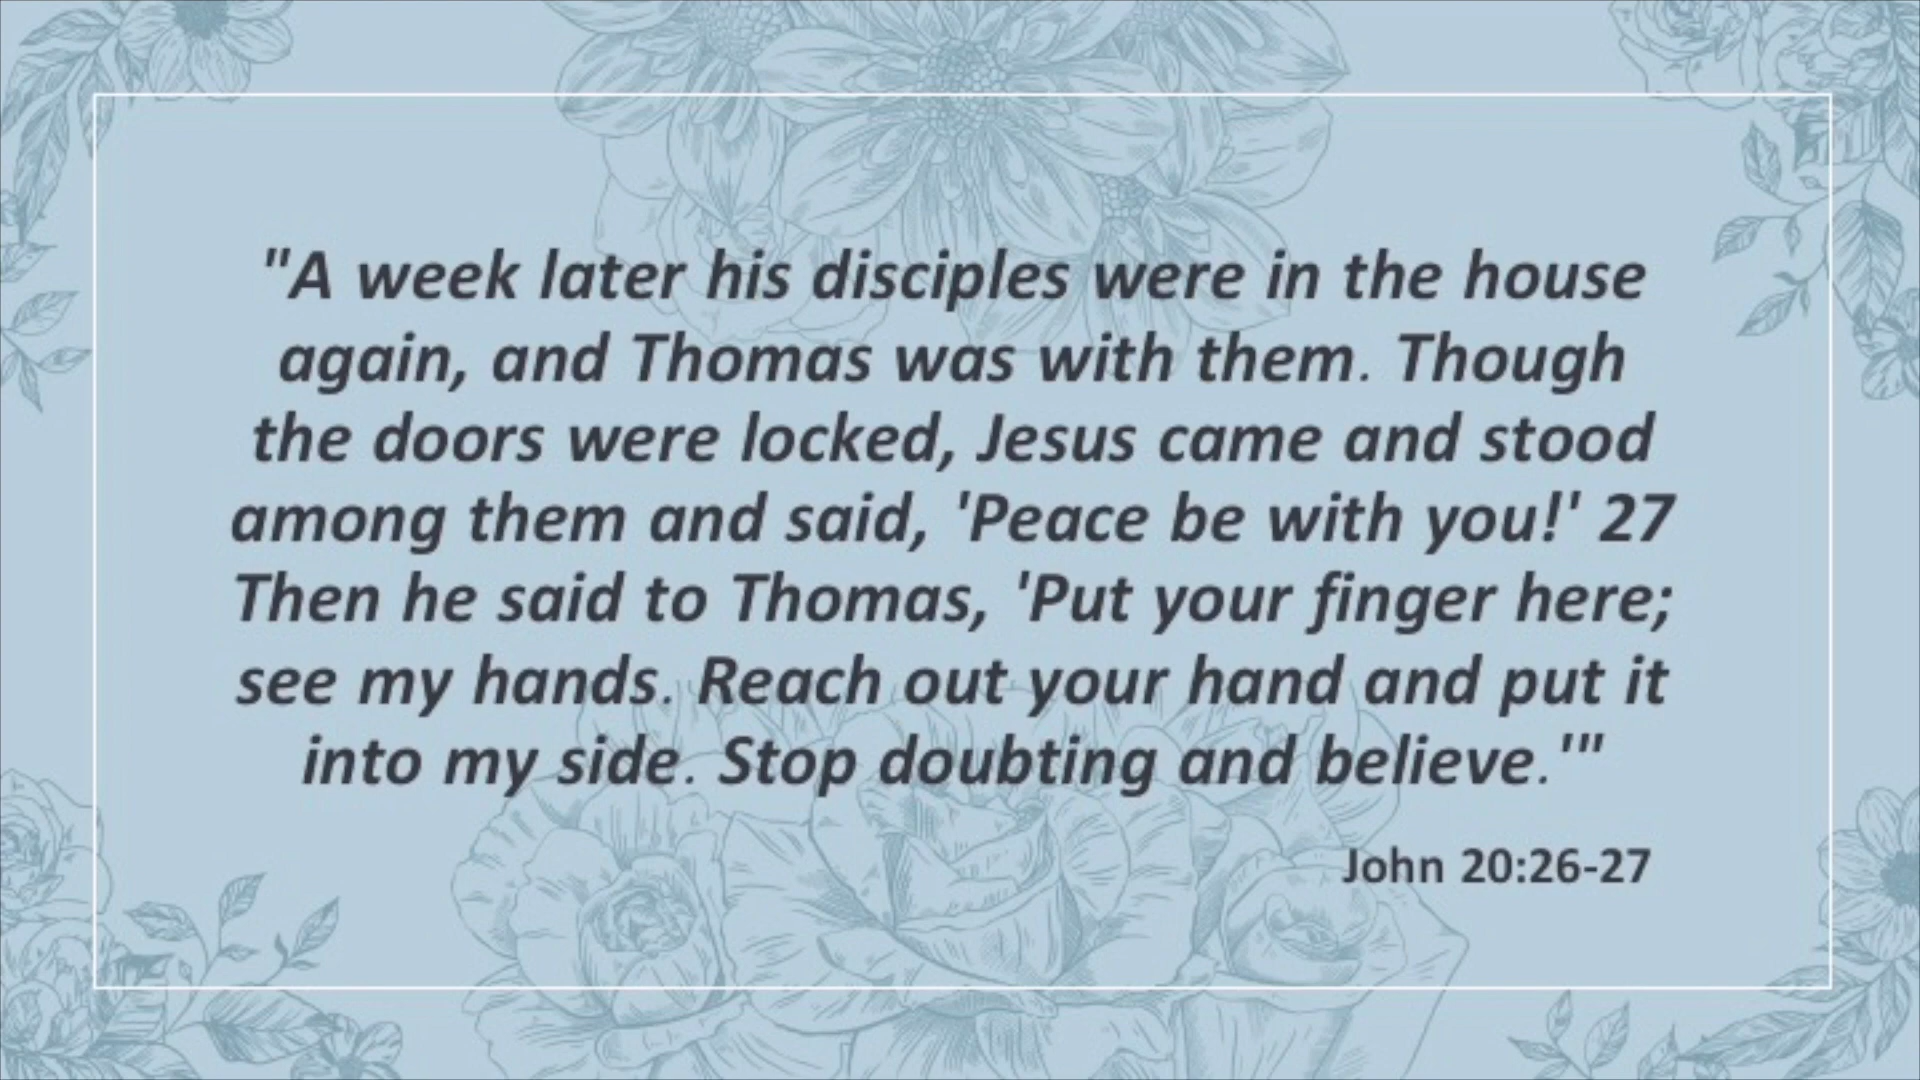 "A week later his disciples were in the house
again, and Thomas was with them. Though
the doors were locked, Jesus came and stood
among them and said, 'Peace be with you!' 27
Then he said to Thomas, 'Put your finger here;
see my hands. Reach out your hand and put it
into my side. Stop doubting and believe.'"
John 20:26-27